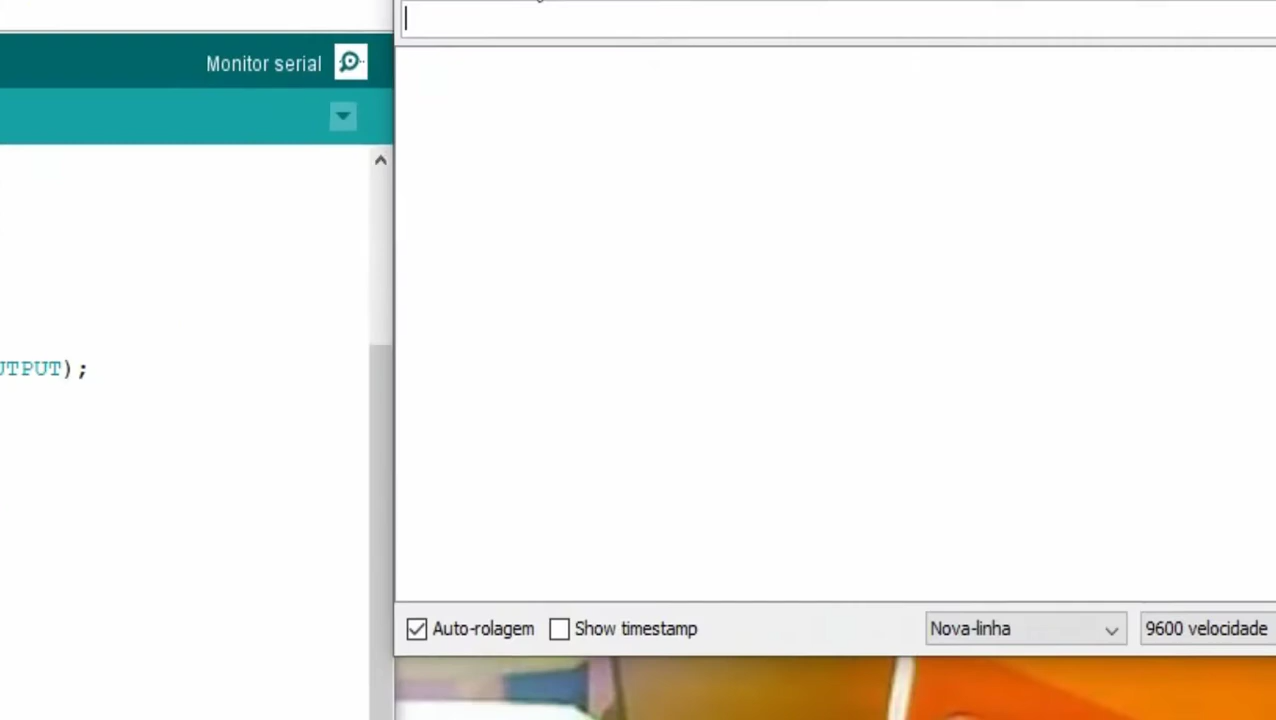 Monitor serial
UTPUT);
Auto-rolagem
Show timestamp
Nova-linha
9600 velocidade